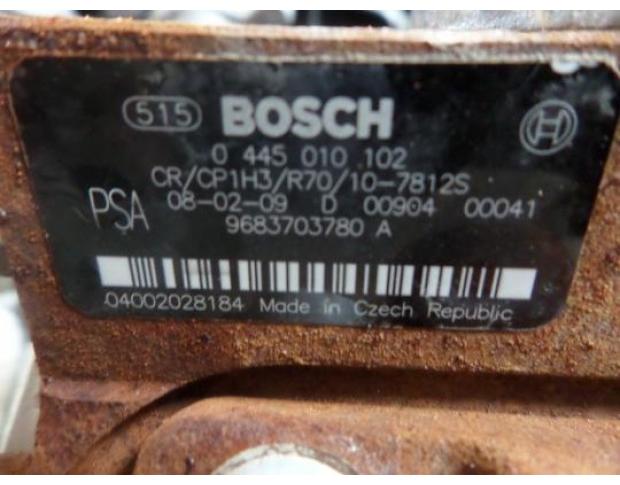 515 BOSCH
0 445 010 102
CR/CP1H3/R70/10-7812S
PSA 08-02-09 D 00904 00041
9683703780 A
04002028184 Made in Czech Republic